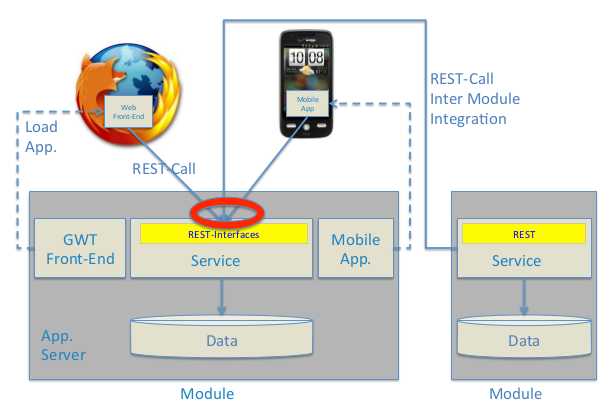 REST-Call
Inter Module
Integration
verizon
10 08
Web
Front-End
Mobile
App
Load
App.
REST-Call
REST-Interfaces
GWT
Front-End
Service
Mobile
App.
REST
Service
App.
Server
Data
Data
Module
Module